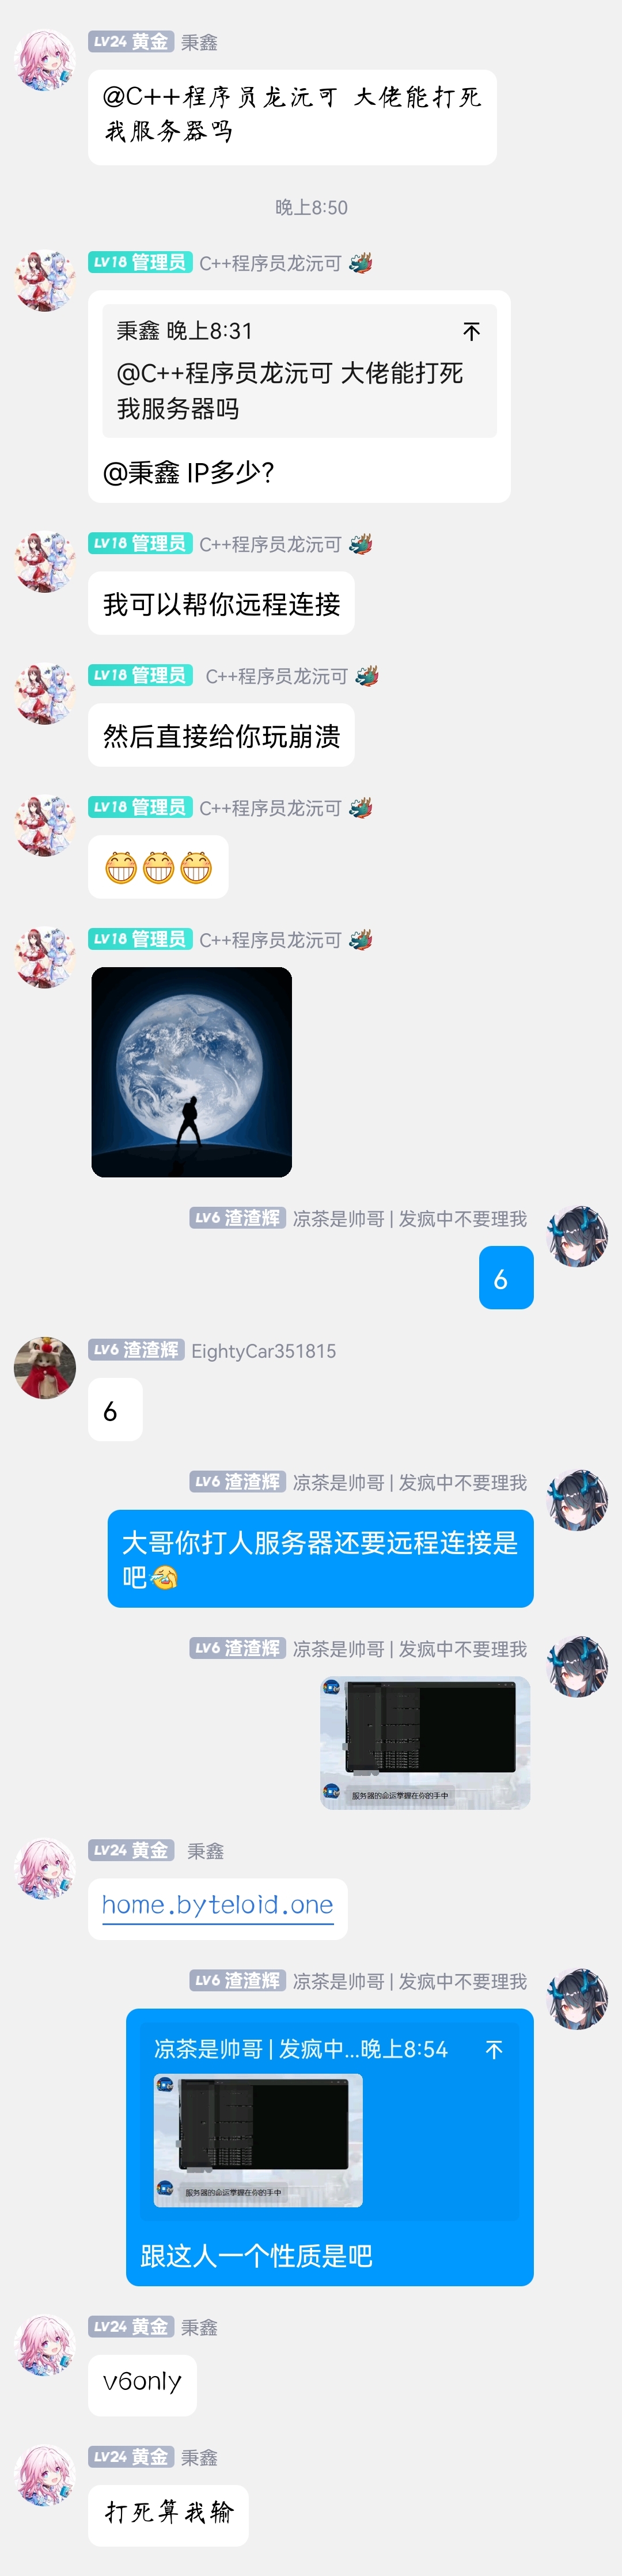 LV24 黄金 秉鑫
@C++程序员龙沅可 大佬能打死
我服务器吗
晚上8:50
LV18 管理员 C++程序员龙沅可
秉鑫 晚上8:31
@C++程序员龙沅可 大佬能打死
我服务器吗
@秉鑫 IP多少?
LV18 管理员 C++程序员龙沅可
我可以帮你远程连接
LV18 管理员 C++程序员龙沅可
然后直接给你玩崩溃
LV18 管理员 C++程序员龙沅可
😁😁😁
LV18 管理员 C++程序员龙沅可
LV6 渣渣辉 凉茶是帅哥 | 发疯中不要理我
6
LV6 渣渣辉 EightyCar351815
6
LV6 渣渣辉 凉茶是帅哥 | 发疯中不要理我
大哥你打人服务器还要远程连接是
吧🤣
LV6 渣渣辉 凉茶是帅哥 | 发疯中不要理我
服务器的命运掌握在你的手中
LV24 黄金 秉鑫
home.byteloid.one
LV6 渣渣辉 凉茶是帅哥 | 发疯中不要理我
凉茶是帅哥 | 发疯中...晚上8:54
服务器的命运掌握在你的手中
跟这人一个性质是吧
LV24 黄金 秉鑫
v6only
LV24 黄金 秉鑫
打死算我输